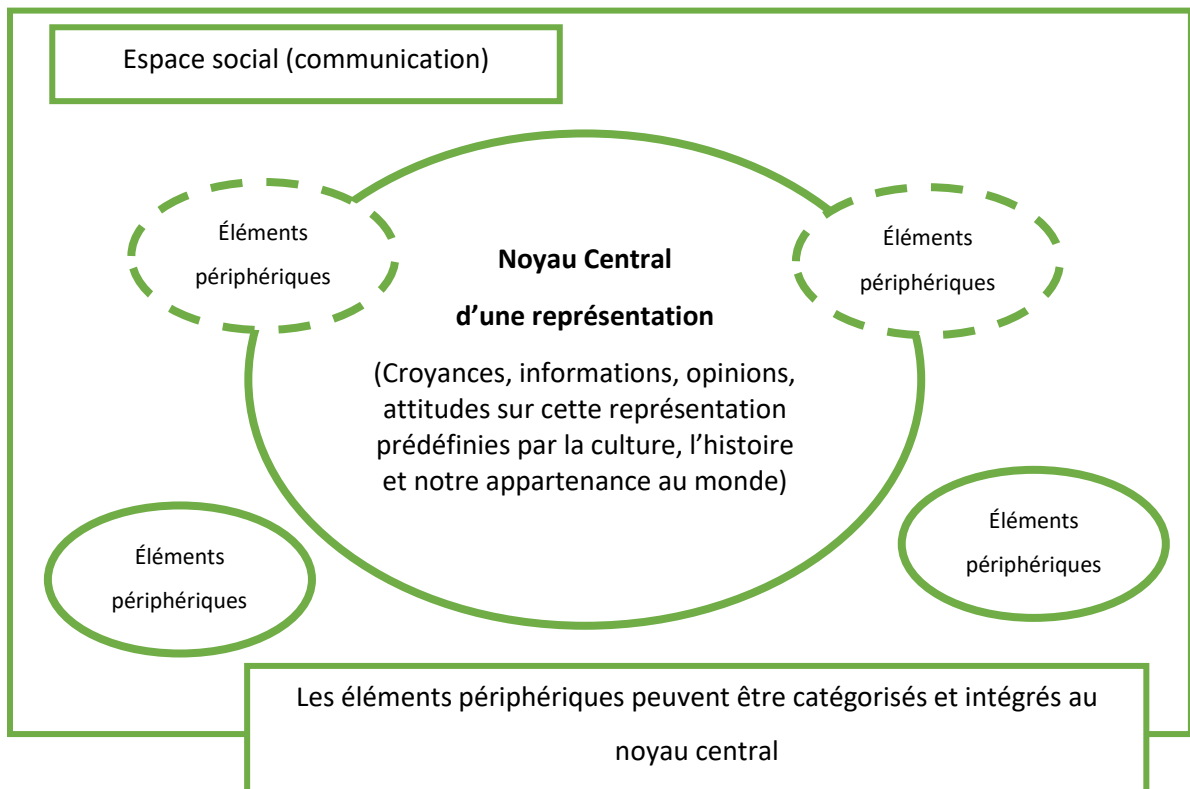 Espace social (communication)
Éléments
périphériques
Noyau Central
d'une représentation
(Croyances, informations, opinions,
attitudes sur cette représentation
prédéfinies par la culture, l'histoire
et notre appartenance au monde)
Éléments
périphériques
Éléments
périphériques
Éléments
périphériques
Les éléments périphériques peuvent être catégorisés et intégrés au
noyau central